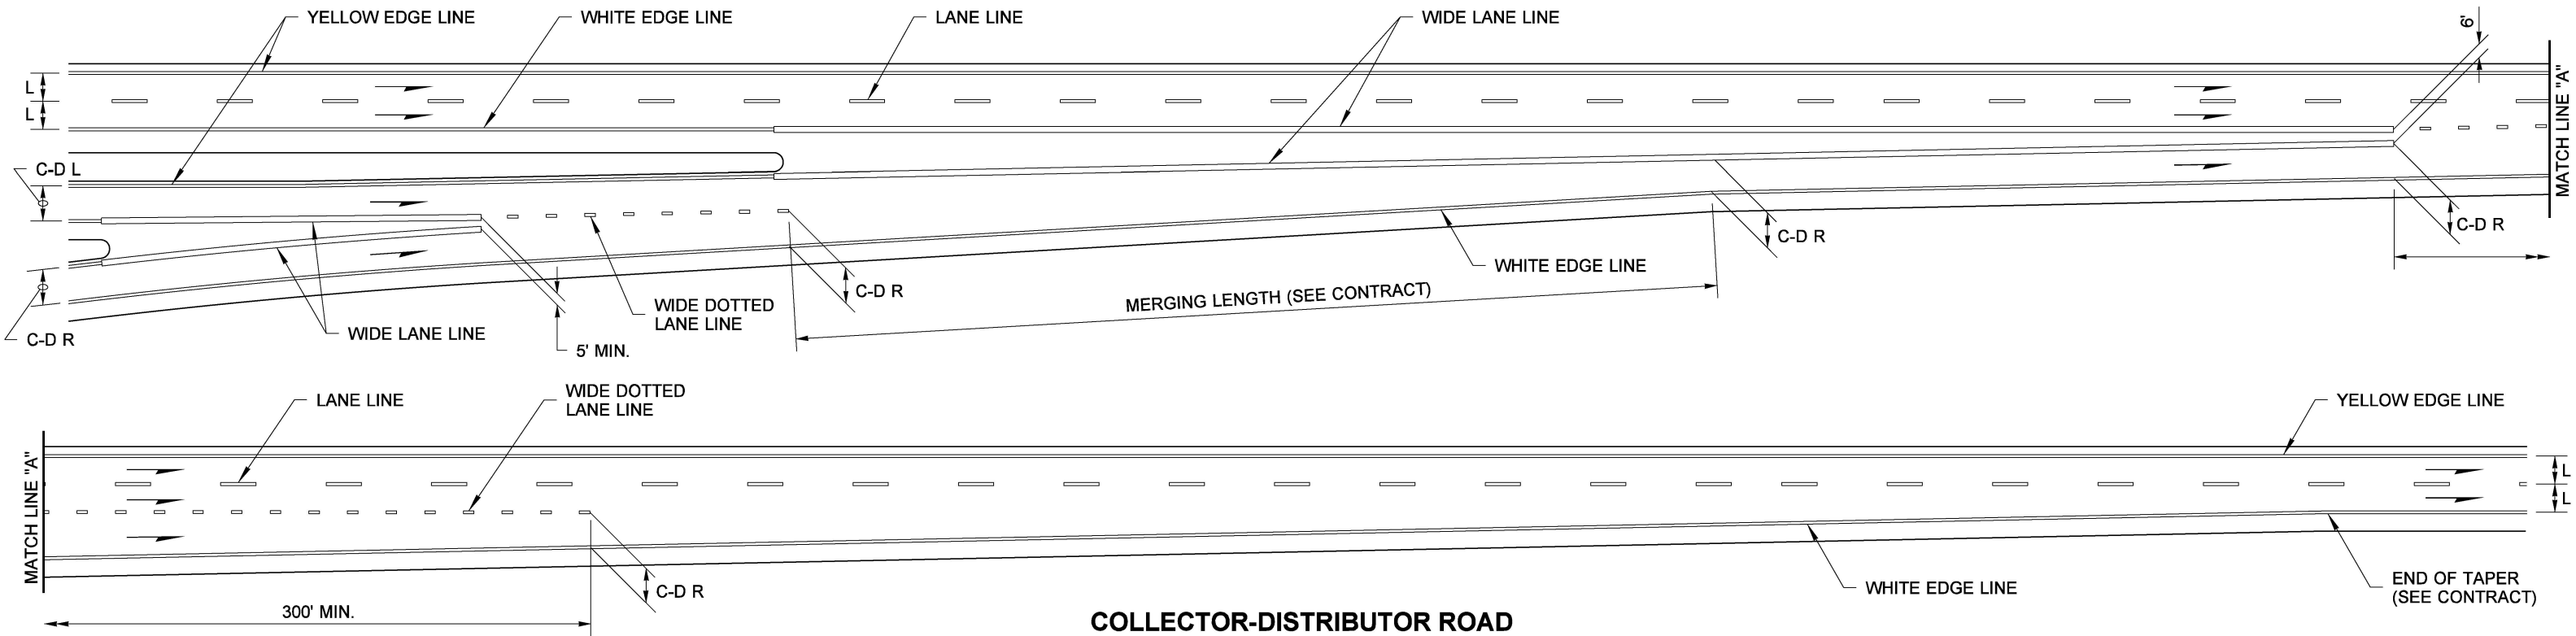 YELLOW EDGE LINE
WHITE EDGE LINE
LANE LINE
WIDE LANE LINE
6'
L
L
MATCH LINE "A"
C-D L
C-D R
WIDE LANE LINE
5' MIN.
WIDE DOTTED
LANE LINE
C-D R
MERGING LENGTH (SEE CONTRACT)
WHITE EDGE LINE
C-D R
C-D R
LANE LINE
WIDE DOTTED
LANE LINE
YELLOW EDGE LINE
MATCH LINE "A"
L
L
C-D R
300' MIN.
WHITE EDGE LINE
END OF TAPER
(SEE CONTRACT)
COLLECTOR-DISTRIBUTOR ROAD